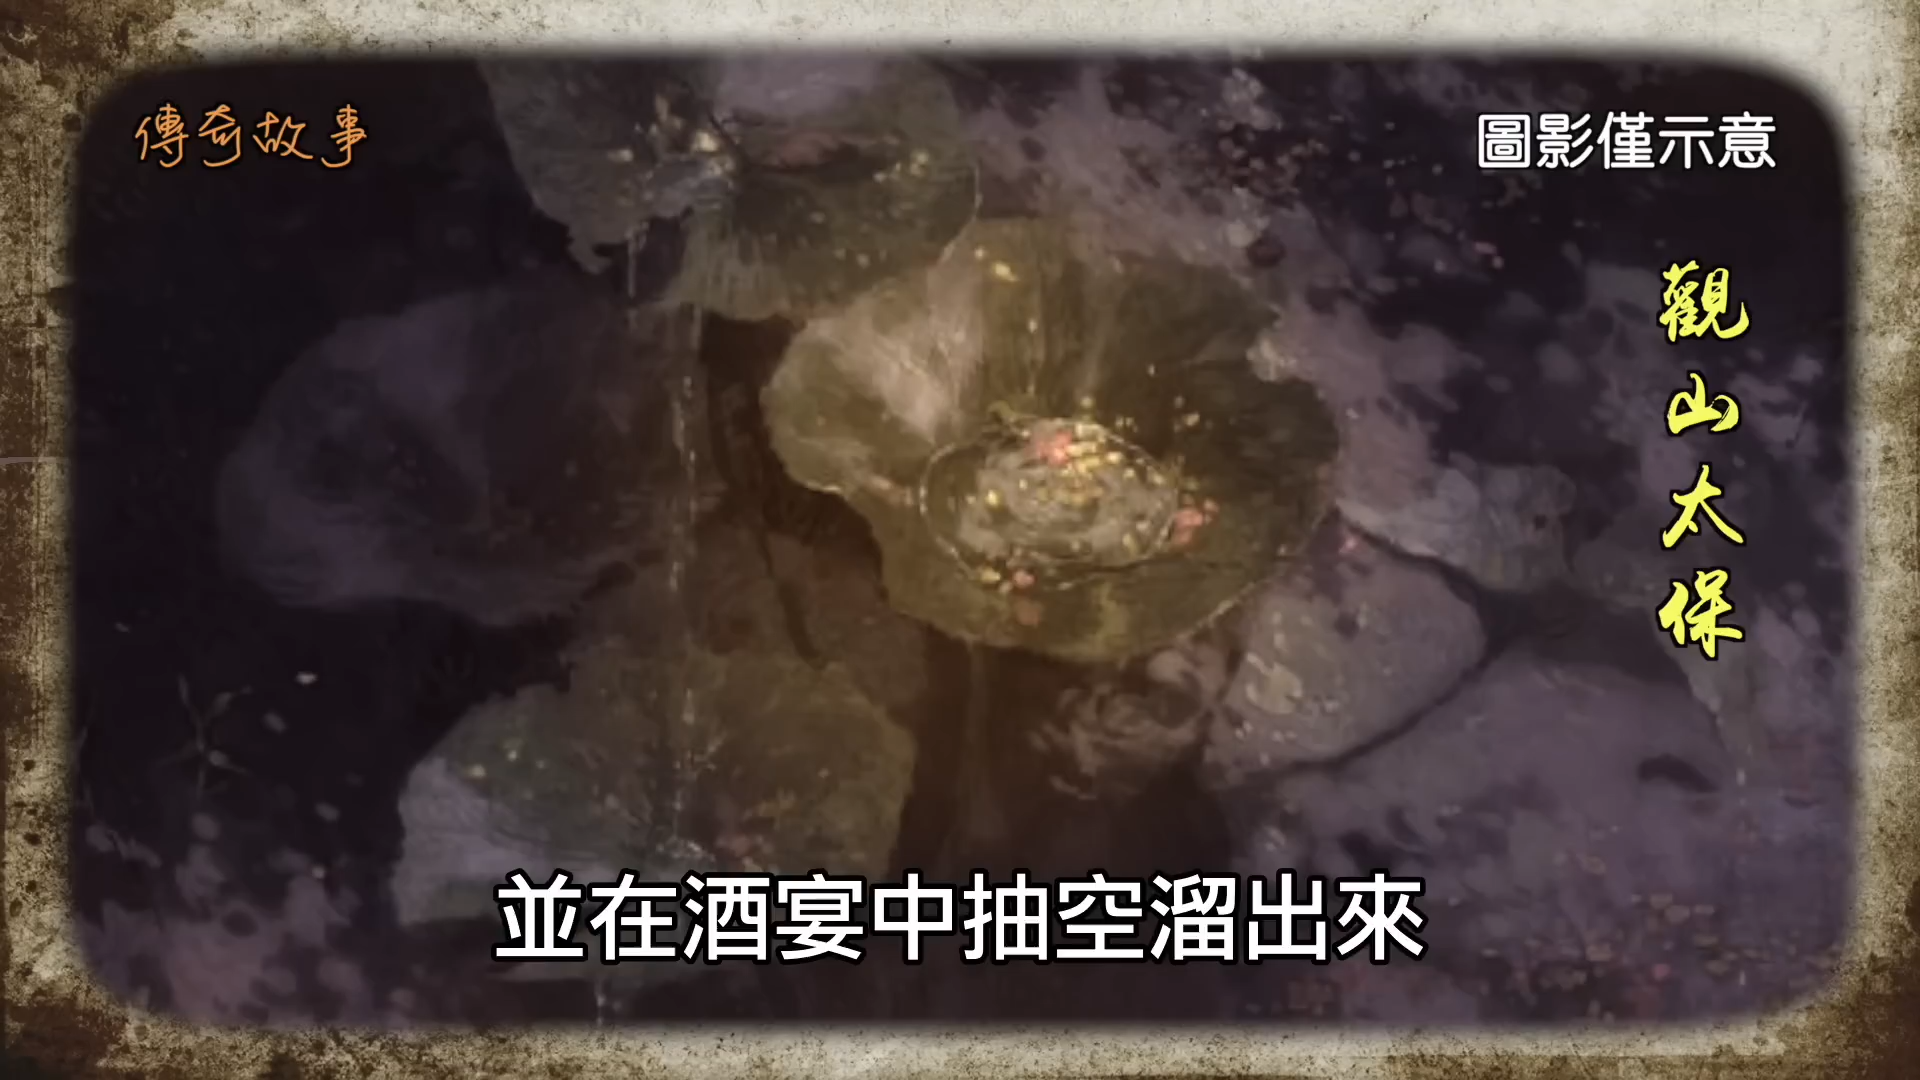 傳奇故事
圖影僅示意
觀山太保
並在酒宴中抽空溜出來